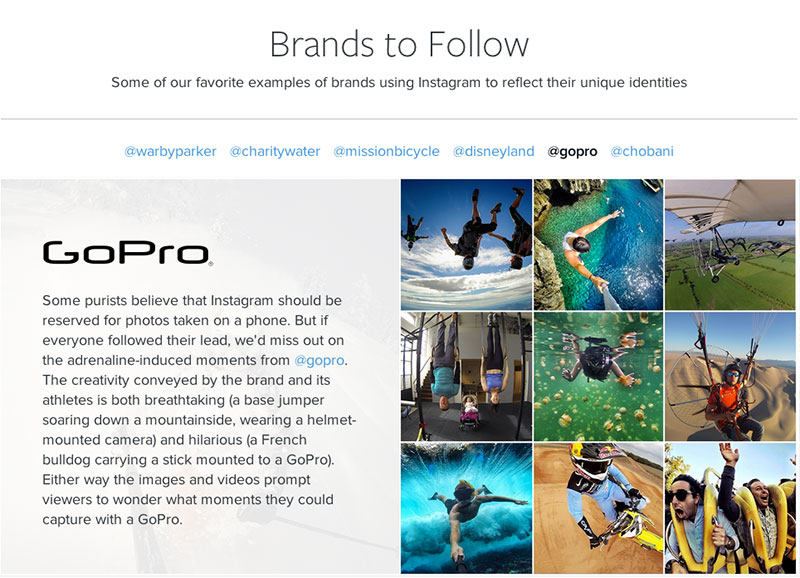 Brands to Follow
Some of our favorite examples of brands using Instagram to reflect their unique identities
@warbyparker @charitywater @missionbicycle @disneyland @gopro @chobani
GoPro®
Some purists believe that Instagram should be
reserved for photos taken on a phone. But if
everyone followed their lead, we'd miss out on
the adrenaline-induced moments from @gopro.
The creativity conveyed by the brand and its
athletes is both breathtaking (a base jumper
soaring down a mountainside, wearing a helmet-
mounted camera) and hilarious (a French
bulldog carrying a stick mounted to a GoPro).
Either way the images and videos prompt
viewers to wonder what moments they could
capture with a GoPro.